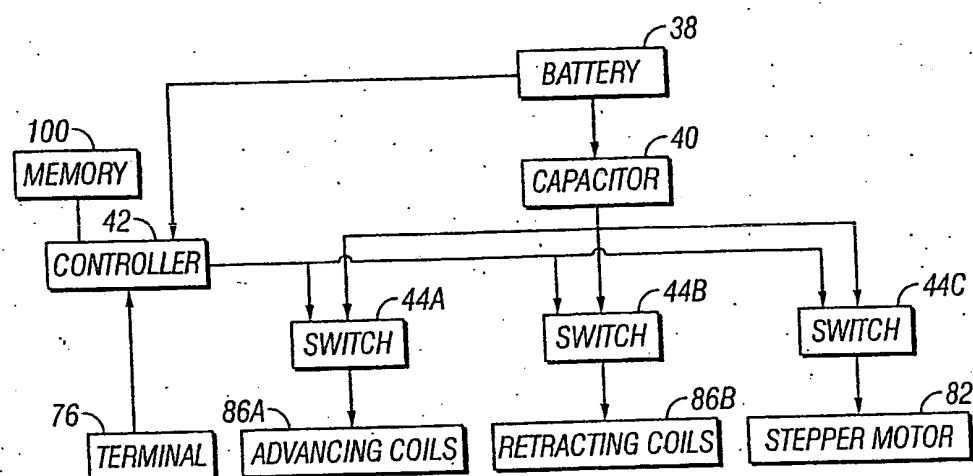 38
BATTERY
100
MEMORY
40
CAPACITOR
42
CONTROLLER
44A
SWITCH
44B
SWITCH
44C
SWITCH
76
TERMINAL
86A
ADVANCING COILS
86B
RETRACTING COILS
82
STEPPER MOTOR